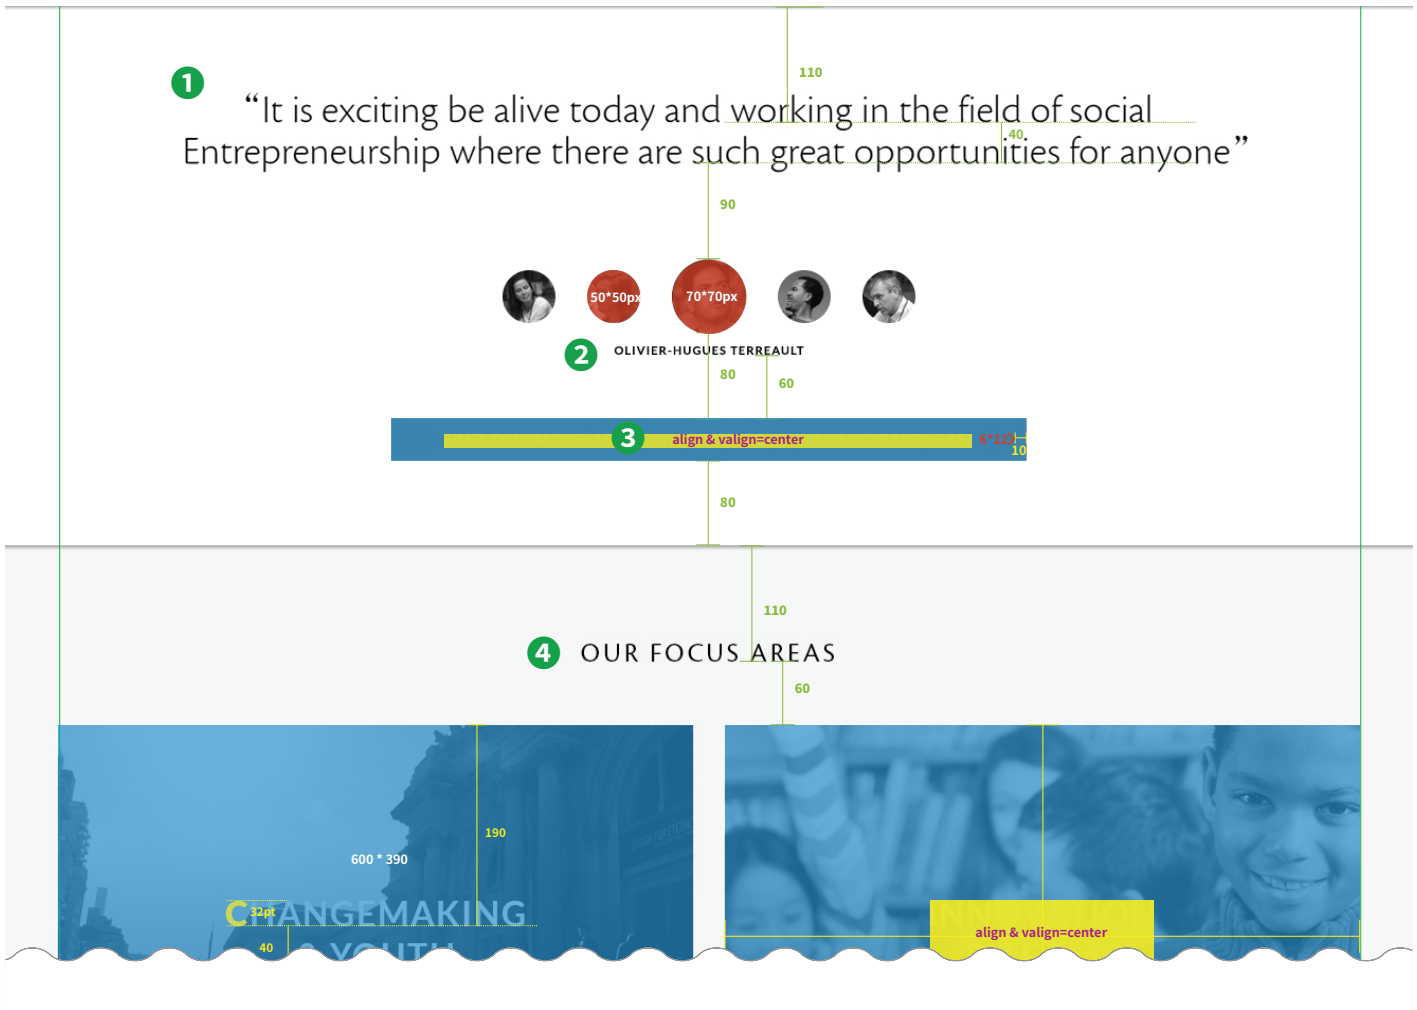 110
1
“It is exciting be alive today and working in the field of social
40
Entrepreneurship where there are such great opportunities for anyone”
90
50*50px
70*70px
2
OLIVIER-HUGUES TERREAULT
80
60
3
align & valign=center
6*12
10
80
110
4
OUR FOCUS AREAS
60
190
600 * 390
32pt
CHANGEMAKING
40
& YOUTH
align & valign=center